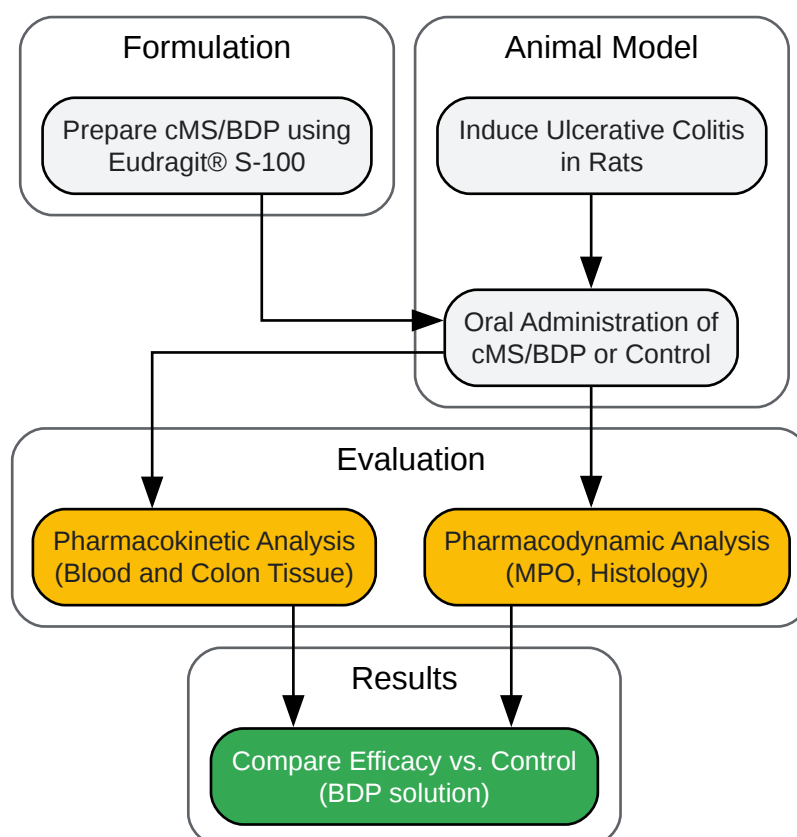 Formulation
Prepare cMS/BDP using
Eudragit® S-100
Animal Model
Induce Ulcerative Colitis
in Rats
Oral Administration of
cMS/BDP or Control
Evaluation
Pharmacokinetic Analysis
(Blood and Colon Tissue)
Pharmacodynamic Analysis
(MPO, Histology)
Results
Compare Efficacy vs. Control
(BDP solution)